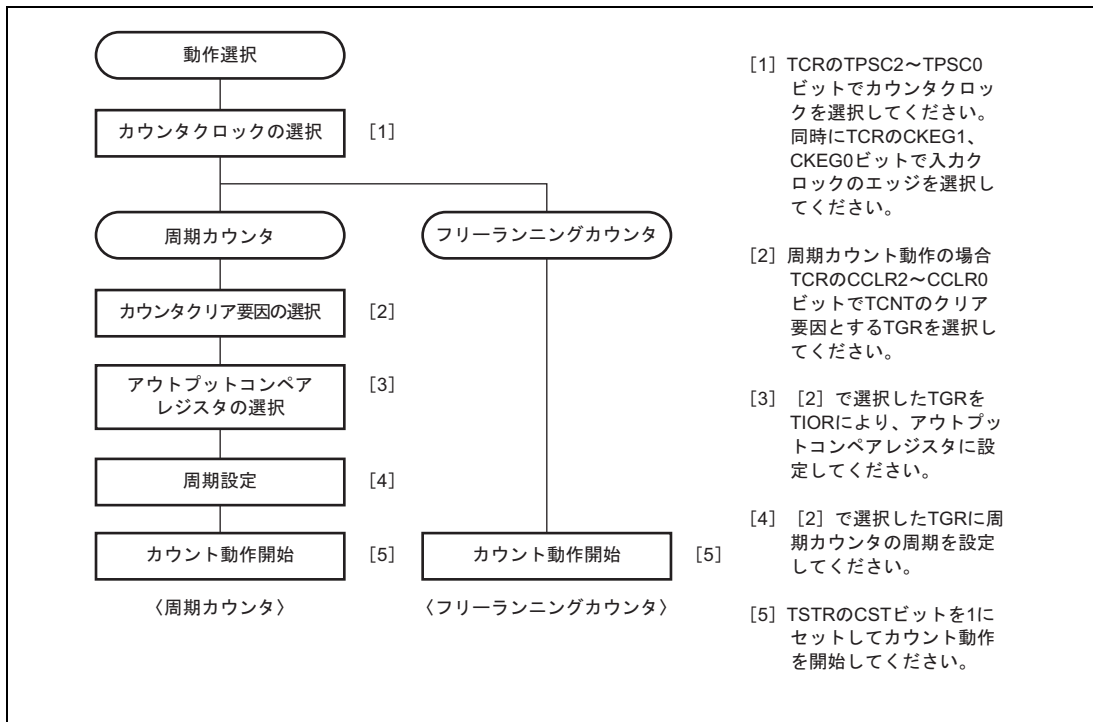 動作選択
カウンタクロックの選択 [1]
周期カウンタ
フリーランニングカウンタ
カウンタクリア要因の選択 [2]
アウトプットコンペア
レジスタの選択
[3]
周期設定 [4]
カウント動作開始 [5]
カウント動作開始 [5]
〈周期カウンタ〉
〈フリーランニングカウンタ〉
[1] TCRのTPSC2～TPSC0
ビットでカウンタクロッ
クを選択してください。
同時にTCRのCKEG1、
CKEG0ビットで入力ク
ロックのエッジを選択し
てください。
[2] 周期カウント動作の場合
TCRのCCLR2～CCLR0
ビットでTCNTのクリア
要因とするTGRを選択し
てください。
[3] [2]で選択したTGRを
TIORにより、アウトプッ
トコンペアレジスタに設
定してください。
[4] [2]で選択したTGRに周
期カウンタの周期を設定
してください。
[5] TSTRのCSTビットを1に
セットしてカウント動作
を開始してください。